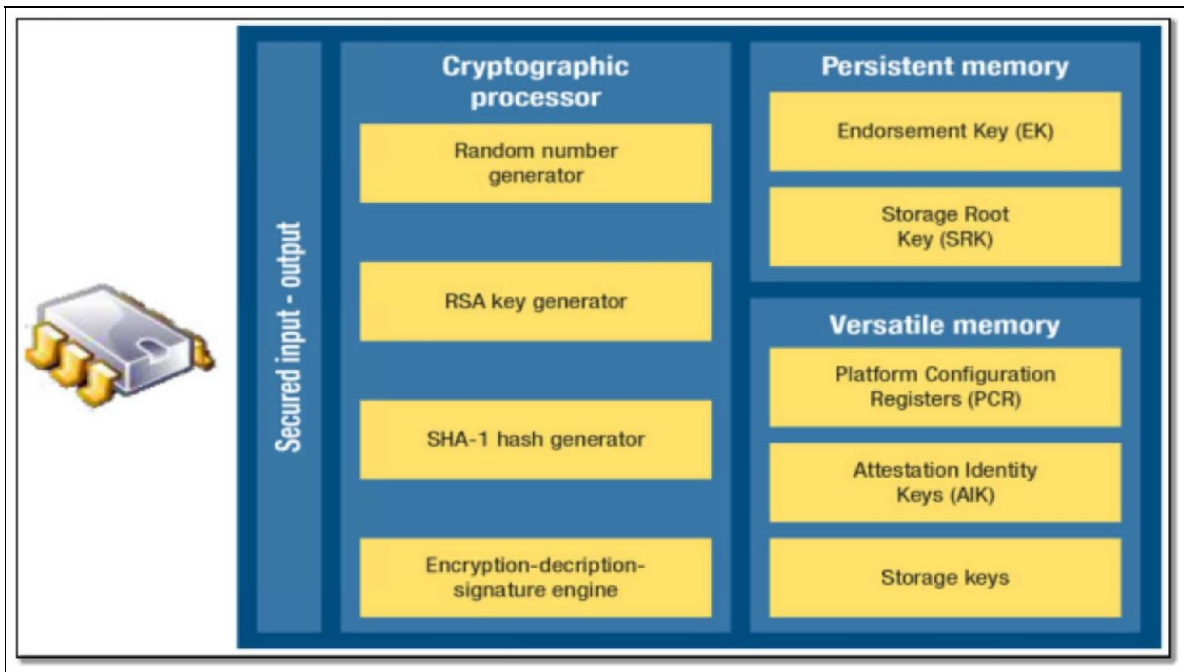 Secured input - output
Cryptographic
processor
Random number
generator
RSA key generator
SHA-1 hash generator
Encryption-decription-
signature engine
Persistent memory
Endorsement Key (EK)
Storage Root
Key (SRK)
Versatile memory
Platform Configuration
Registers (PCR)
Attestation Identity
Keys (AIK)
Storage keys